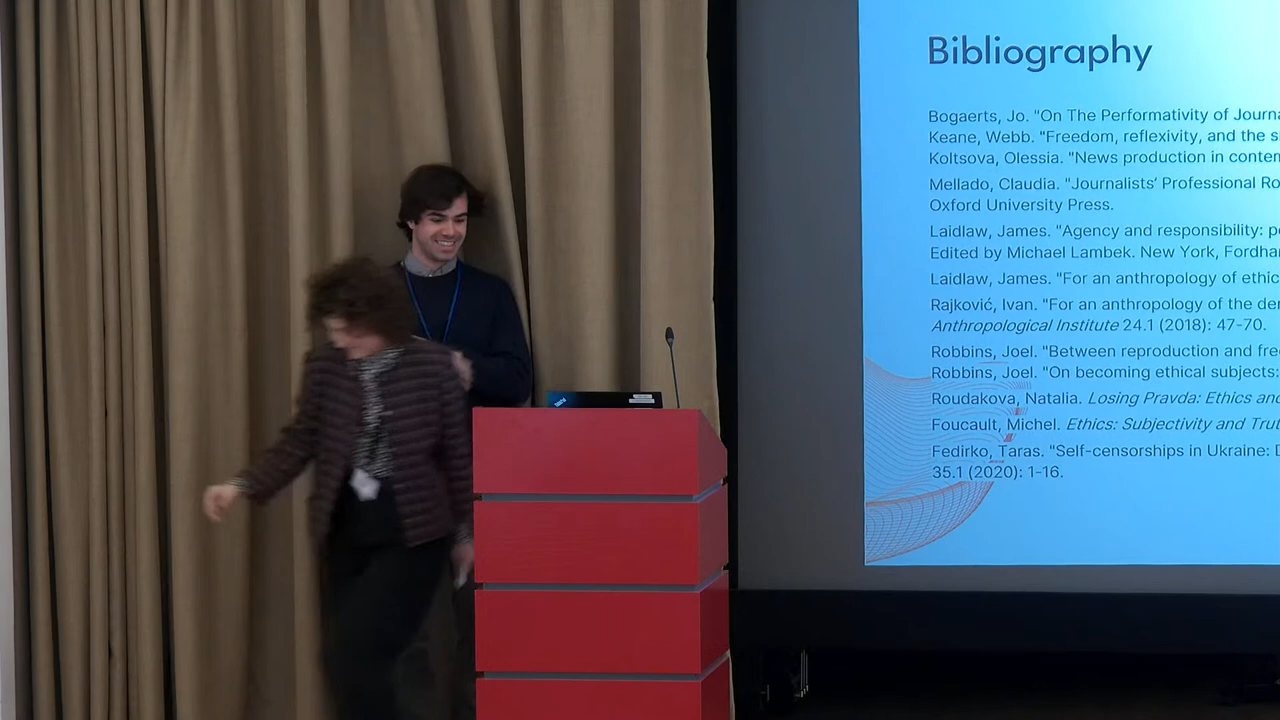 Bibliography
Bogaerts, Jo. "On The Performativity of Journa
Keane, Webb. "Freedom, reflexivity, and the s
Koltsova, Olessia. "News production in conten
Mellado, Claudia. "Journalists' Professional Ro
Oxford University Press.
Laidlaw, James. "Agency and responsibility: p
Edited by Michael Lambek. New York, Fordha
Laidlaw, James. "For an anthropology of ethic
Rajković, Ivan. "For an anthropology of the de
Anthropological Institute 24.1 (2018): 47-70.
Robbins, Joel. "Between reproduction and fre
Robbins, Joel. "On becoming ethical subjects:
Roudakova, Natalia. Losing Pravda: Ethics and
Foucault, Michel. Ethics: Subjectivity and Trut
Fedirko, Taras. "Self-censorships in Ukraine: D
35.1 (2020): 1-16.